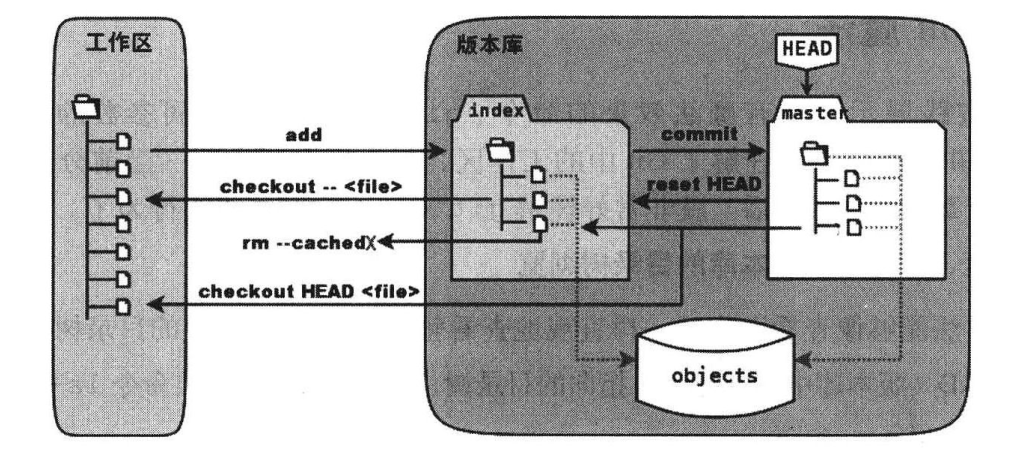 工作区
版本库
HEAD
index
master
add
commit
checkout -- <file>
reset HEAD
rm --cached
checkout HEAD <file>
objects